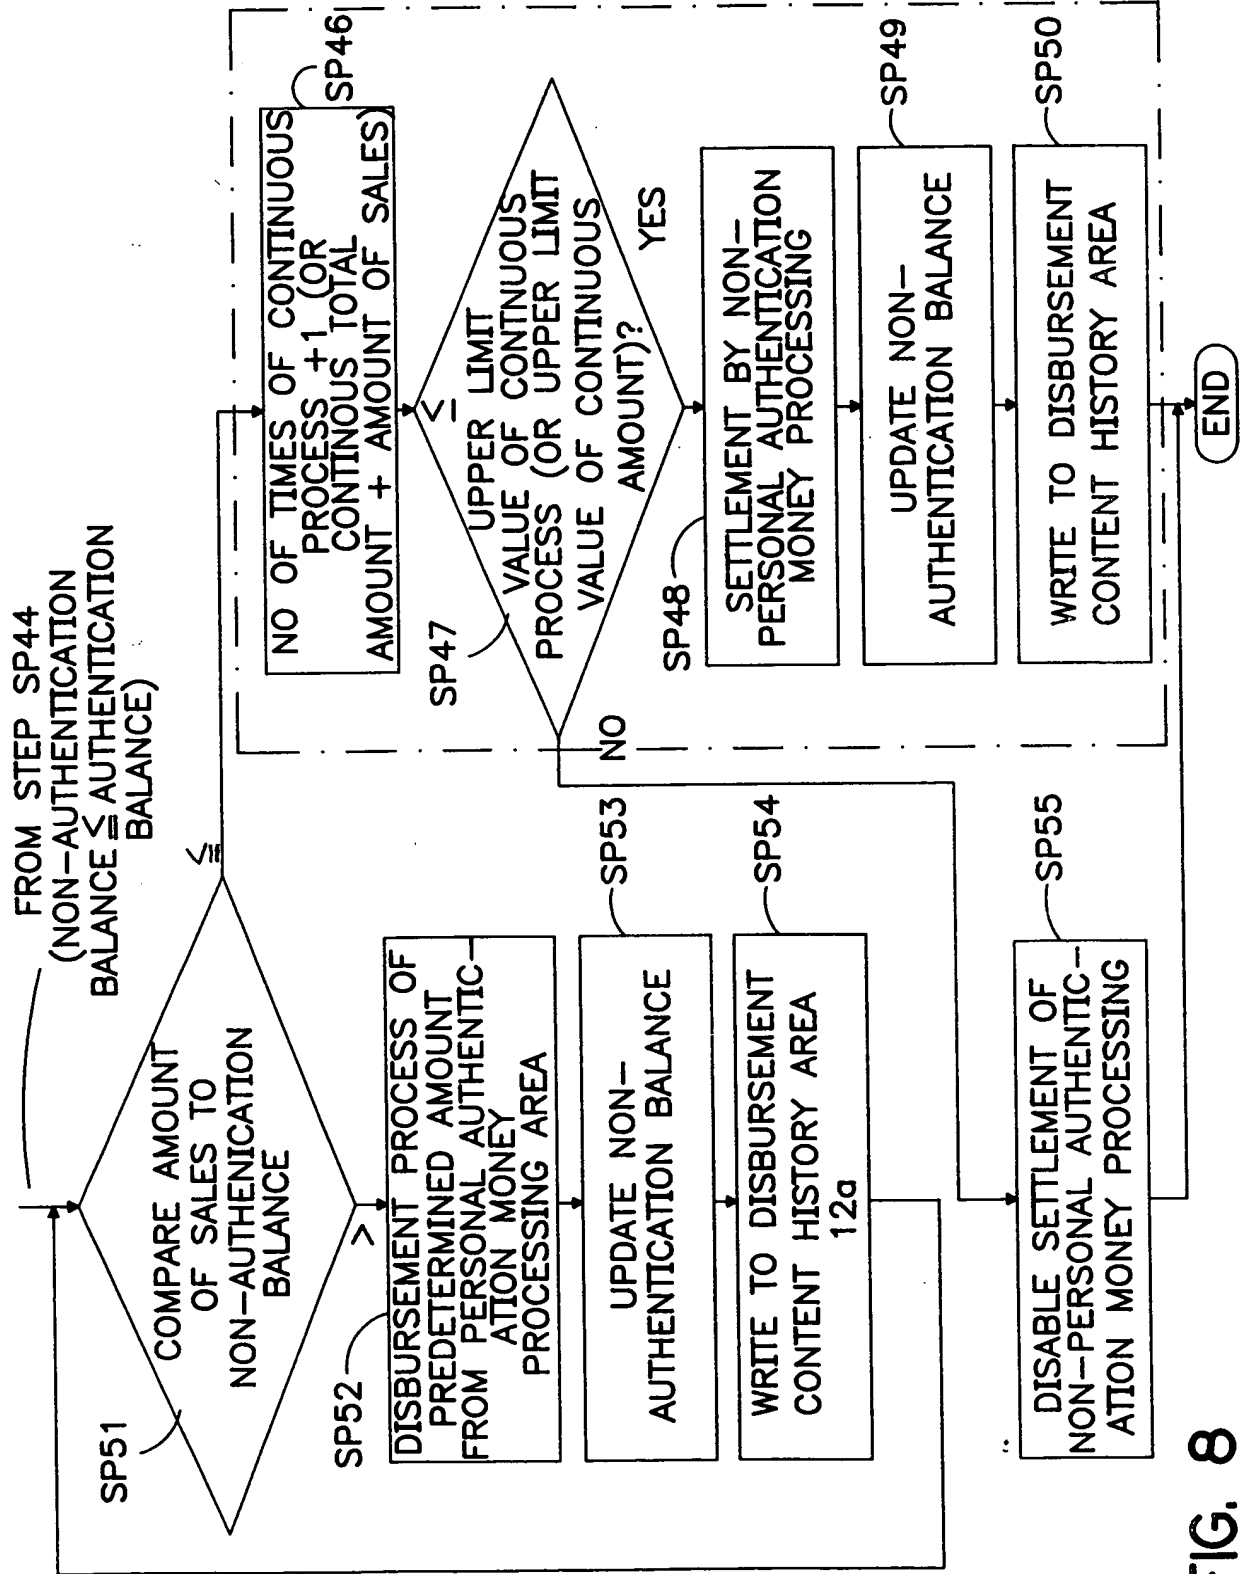 FROM STEP SP44
(NON-AUTHENTICATION
BALANCE ≦ AUTHENTICATION
BALANCE)
SP51
COMPARE AMOUNT
OF SALES TO
NON-AUTHENICATION
BALANCE
≦
>
SP52
DISBURSEMENT PROCESS OF
PREDETERMINED AMOUNT
FROM PERSONAL AUTHENTIC-
ATION MONEY
PROCESSING AREA
SP53
UPDATE NON-
AUTHENTICATION BALANCE
SP54
WRITE TO DISBURSEMENT
CONTENT HISTORY AREA
12a
SP55
DISABLE SETTLEMENT OF
NON-PERSONAL AUTHENTIC-
ATION MONEY PROCESSING
SP46
NO OF TIMES OF CONTINUOUS
PROCESS +1 (OR
CONTINOUS TOTAL
AMOUNT + AMOUNT OF SALES)
SP47
≤
UPPER LIMIT
VALUE OF CONTINUOUS
PROCESS (OR UPPER LIMIT
VALUE OF CONTINUOUS
AMOUNT)?
YES
NO
SP48
SETTLEMENT BY NON-
PERSONAL AUTHENTICATION
MONEY PROCESSING
SP49
UPDATE NON-
AUTHENTICATION BALANCE
SP50
WRITE TO DISBURSEMENT
CONTENT HISTORY AREA
END
FIG. 8